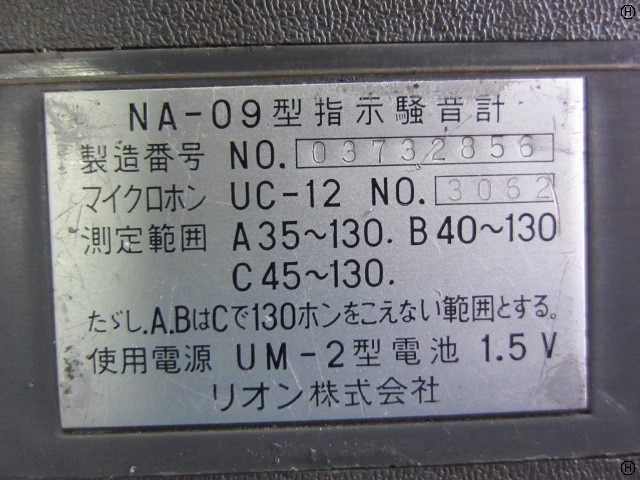 NA-09型指示騒音計
製造番号 NO. 03732856
マイクロホン UC-12 NO. 3062
測定範囲 A35~130. B40~130
C45~130.
たゞし.A.BはCで130ホンをこえない範囲とする。
使用電源 UM-2型電池 1.5V
リオン株式会社
H
H